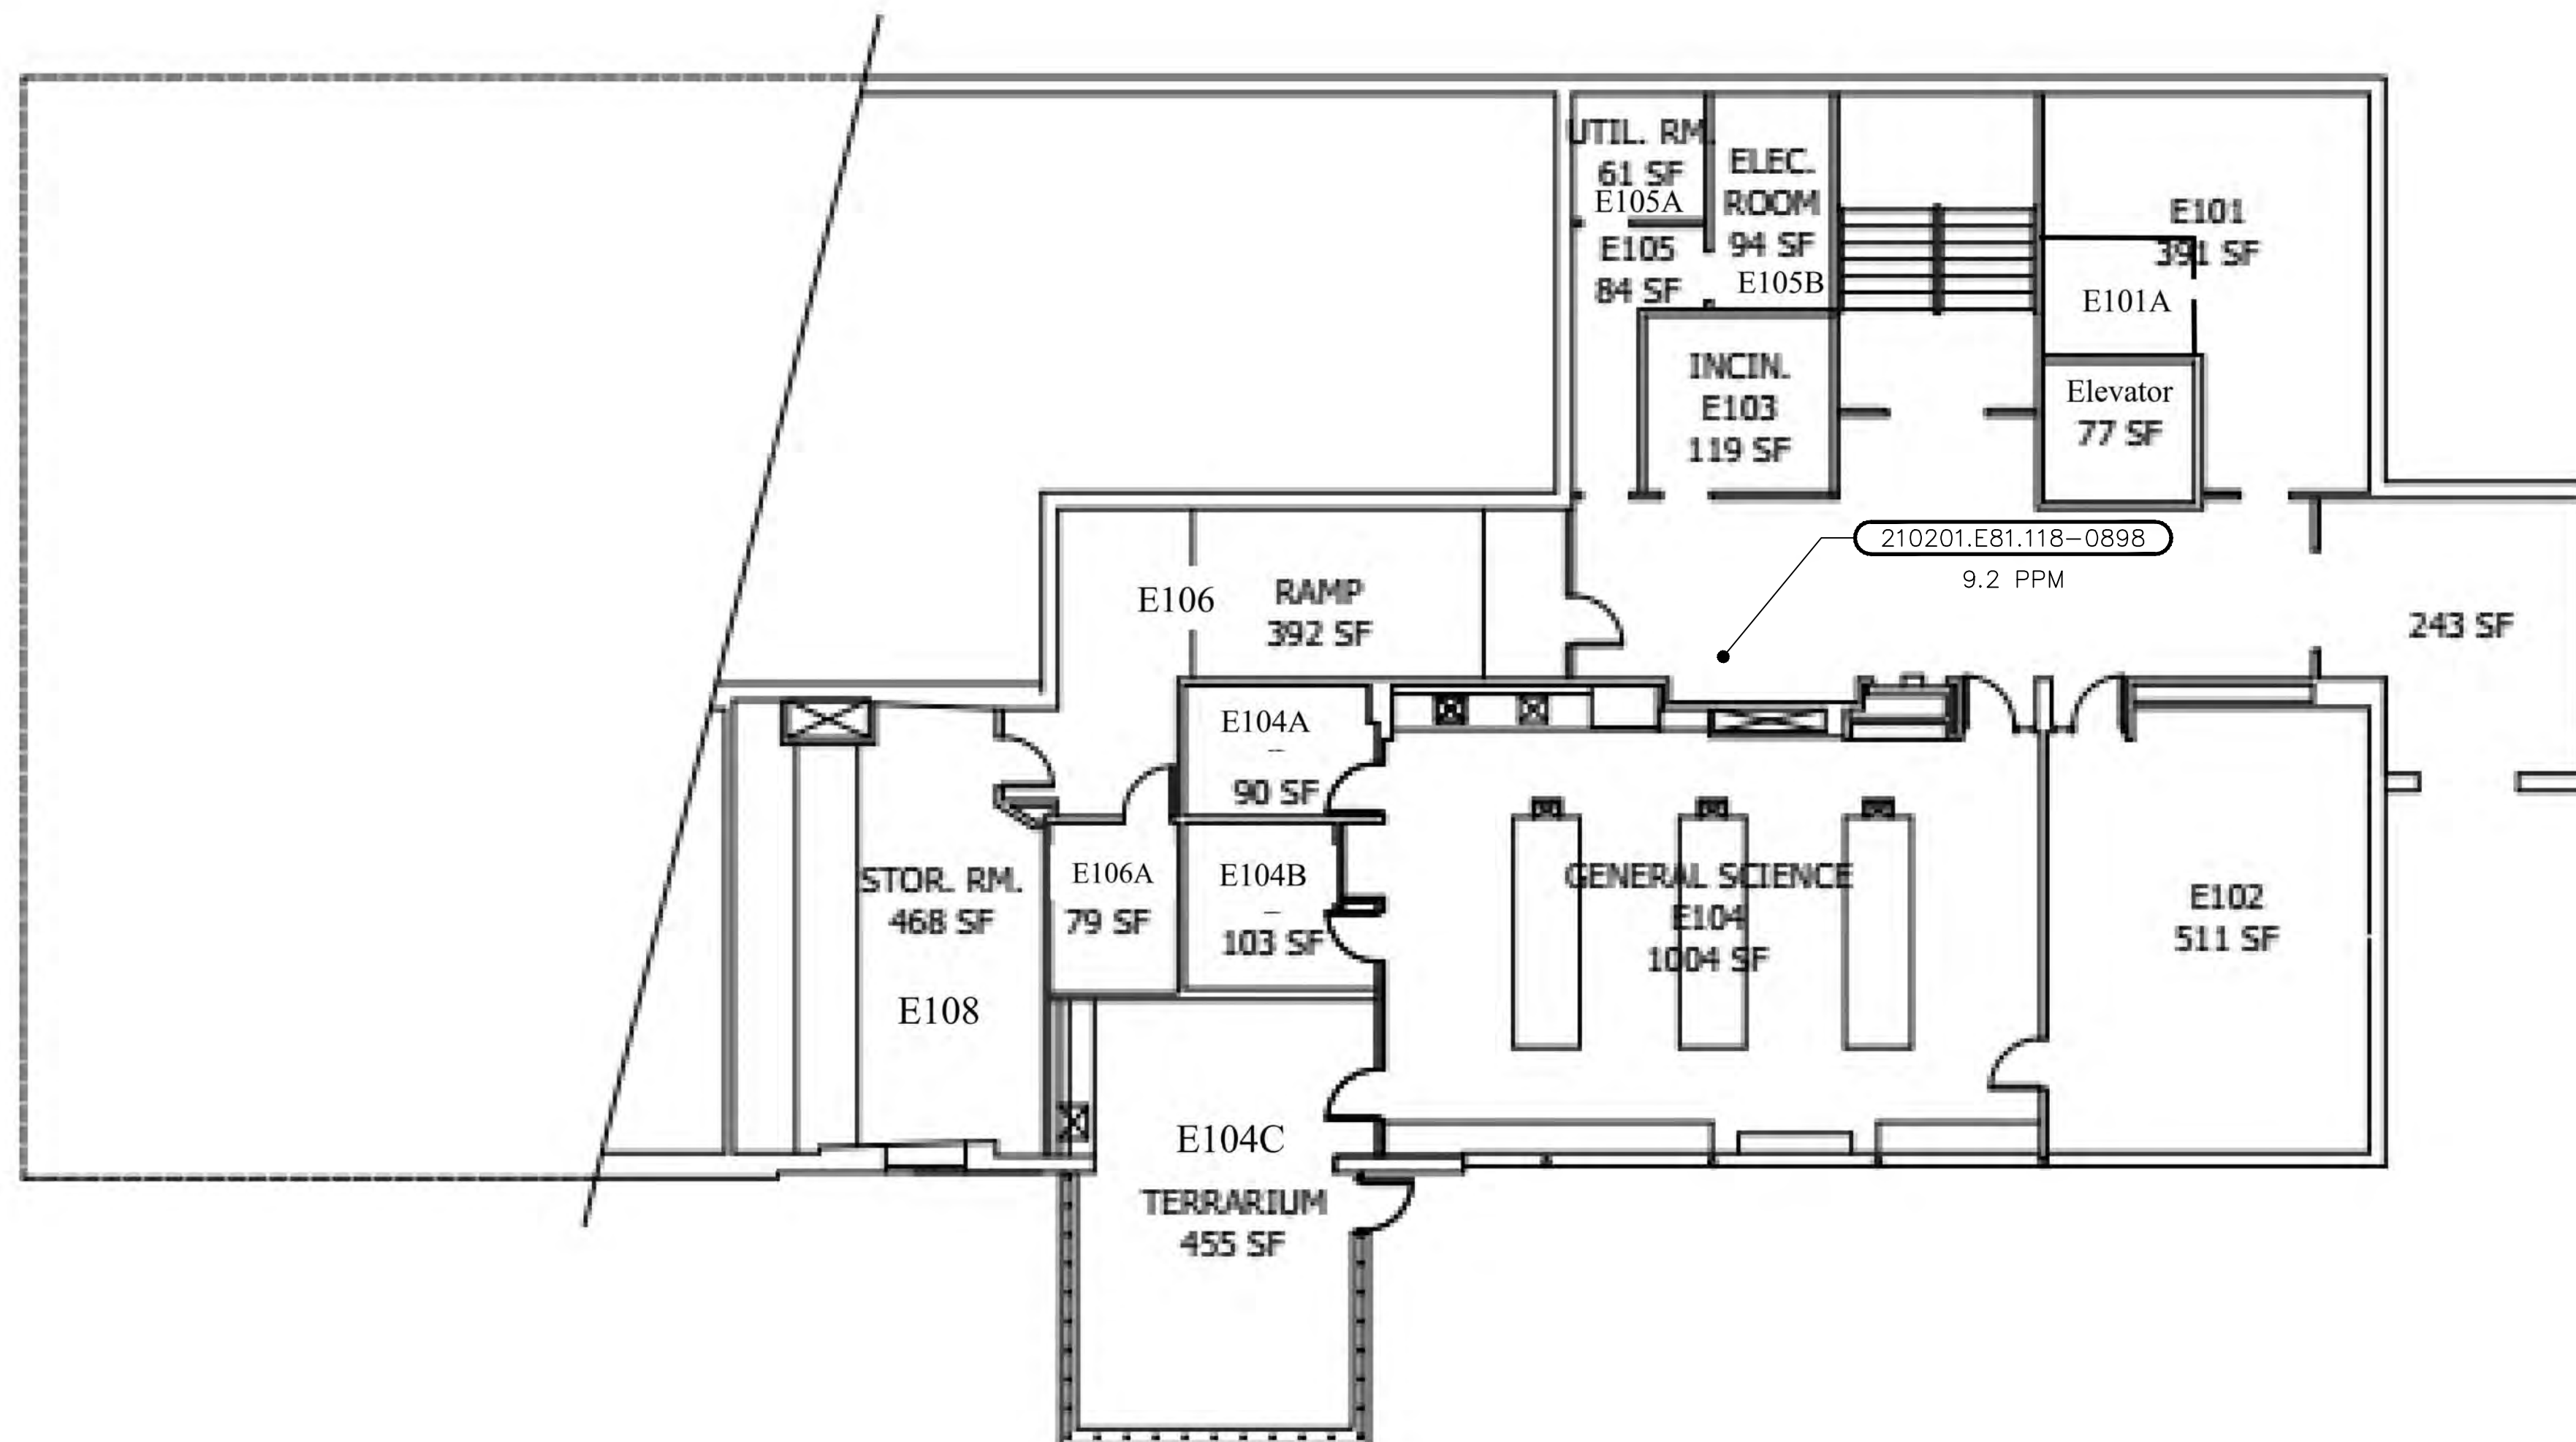 UTIL. RM.
61 SF
E105A
E105
84 SF
ELEC.
ROOM
94 SF
E105B
E101
391 SF
E101A
Elevator
77 SF
INCIN.
E103
119 SF
210201.E81.118-0898
9.2 PPM
243 SF
E106
RAMP
392 SF
E104A
90 SF
E106A
79 SF
E104B
103 SF
STOR. RM.
468 SF
E108
GENERAL SCIENCE
E104
1004 SF
E102
511 SF
E104C
TERRARIUM
455 SF